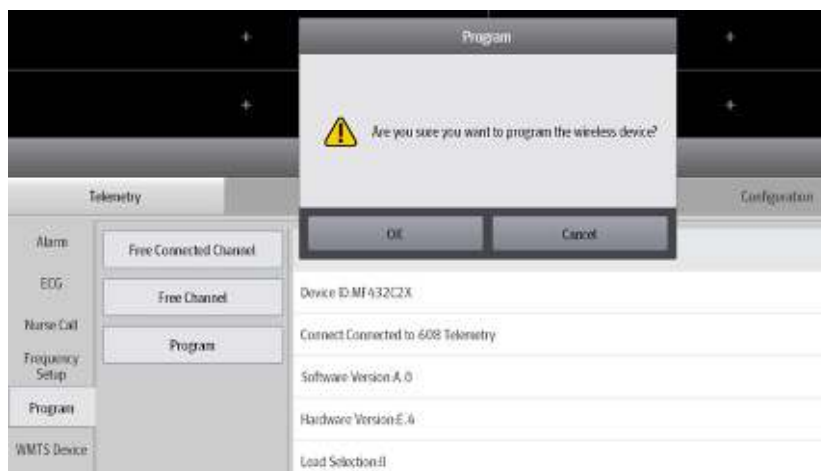 Program
Are you sure you want to program the wireless device?
OK
Cancel
Telemetry
Configuration
Alarm
ECG
Nurse Call
Frequency
Setup
Program
WMTS Device
Free Connected Channel
Free Channel
Program
Device ID:MF432C2X
Connect:Connected to 608 Telemetry
Software Version:A.0
Hardware Version:E.4
Lead Selection:II